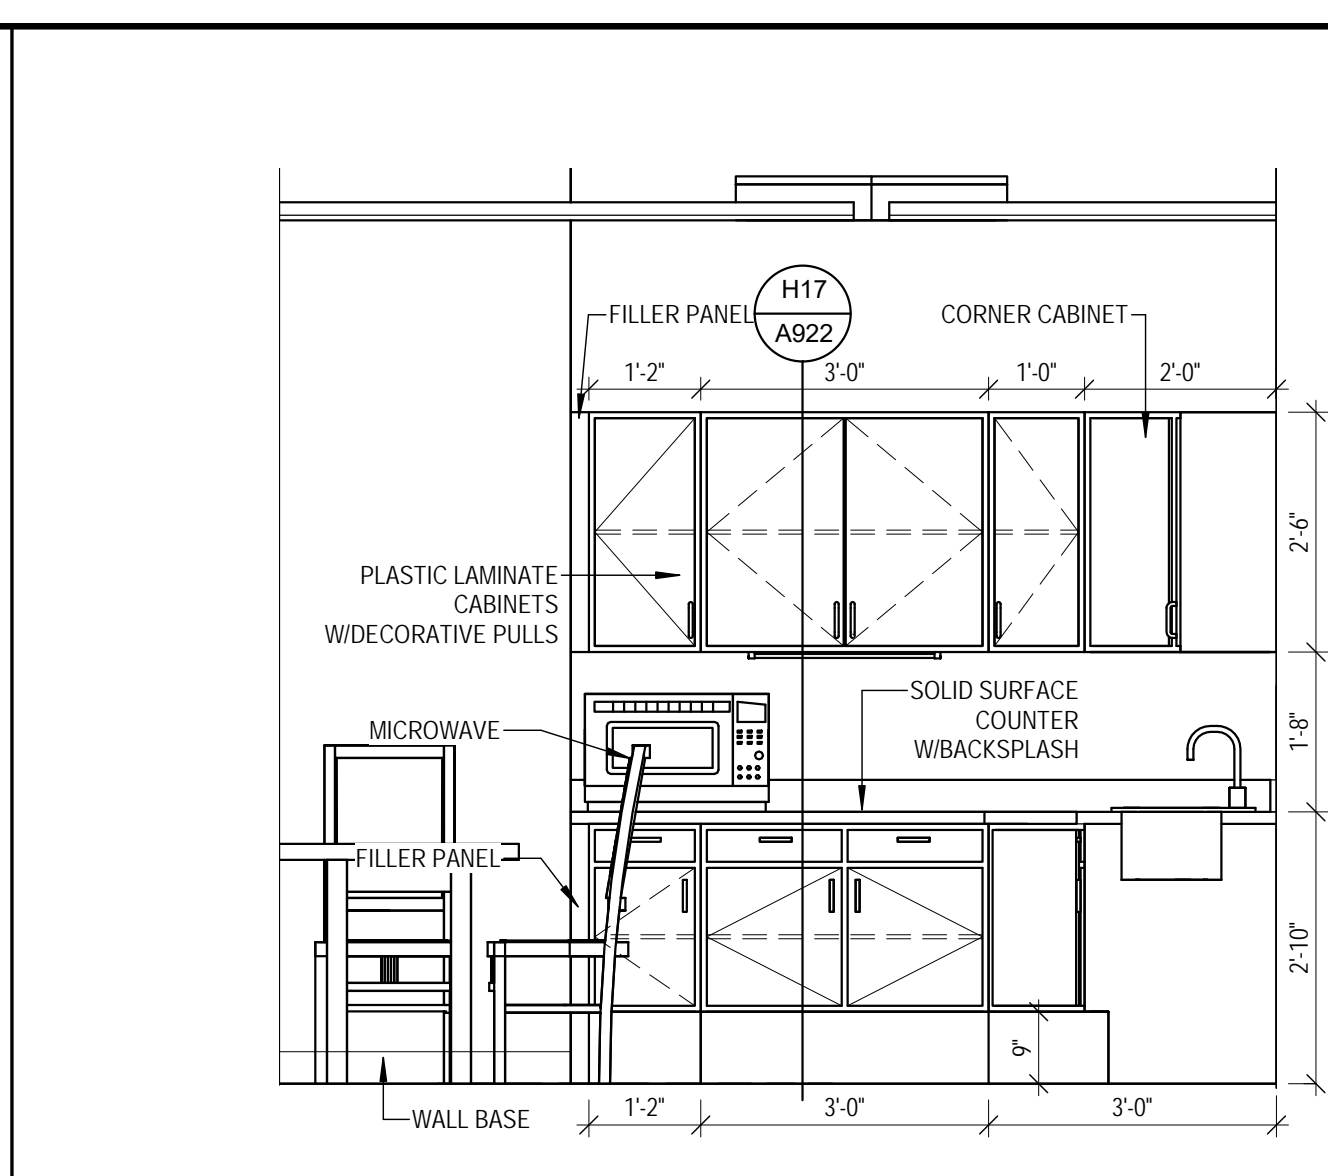 H17
FILLER PANEL
CORNER CABINET
A922
1'-2"
3'-0"
1'-0"
2'-0"
2'-6"
PLASTIC LAMINATE
CABINETS
W/DECORATIVE PULLS
SOLID SURFACE
COUNTER
W/BACKSPLASH
MICROWAVE
1'-8"
FILLER PANEL
2'-10"
9"
WALL BASE
1'-2"
3'-0"
3'-0"